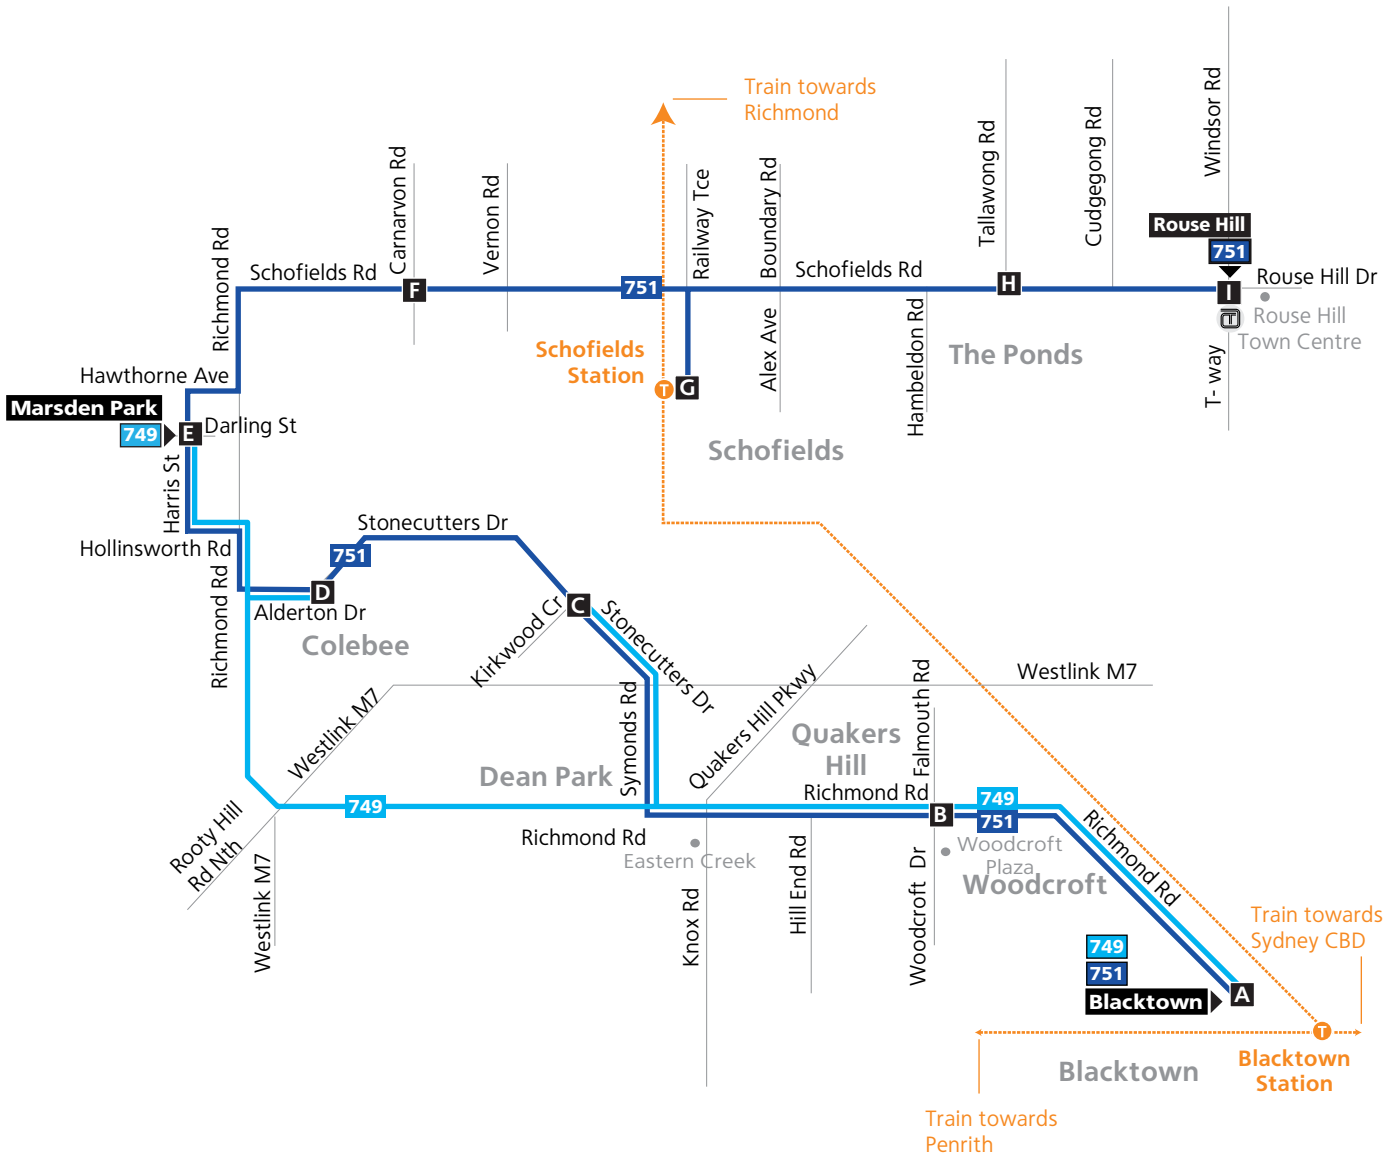 Train towards
Richmond
Windsor Rd
Carnarvon Rd
Vernon Rd
Railway Tce
Boundary Rd
Tallawong Rd
Cudgegong Rd
Rouse Hill
751
Richmond Rd
Schofields Rd
751
Schofields Rd
F
H
I
Rouse Hill Dr
T
Rouse Hill
Town Centre
Schofields
Station
T
G
Alex Ave
Hambeldon Rd
The Ponds
T- way
Hawthorne Ave
Marsden Park
749
E
Darling St
Schofields
Harris St
Stonecutters Dr
Hollinsworth Rd
751
Richmond Rd
D
Alderton Dr
Colebee
Kirkwood Cr
C
Stonecutters Dr
Westlink M7
Westlink M7
Symonds Rd
Quakers Hill Pkwy
Falmouth Rd
Quakers
Hill
Dean Park
749
Richmond Rd
B
749
751
Richmond Rd
Richmond Rd
Rooty Hill
Rd Nth
Westlink M7
Eastern Creek
Knox Rd
Hill End Rd
Woodcroft Dr
Woodcroft
Plaza
Woodcroft
749
751
Blacktown
A
Train towards
Sydney CBD
T
Blacktown
Station
Blacktown
Train towards
Penrith